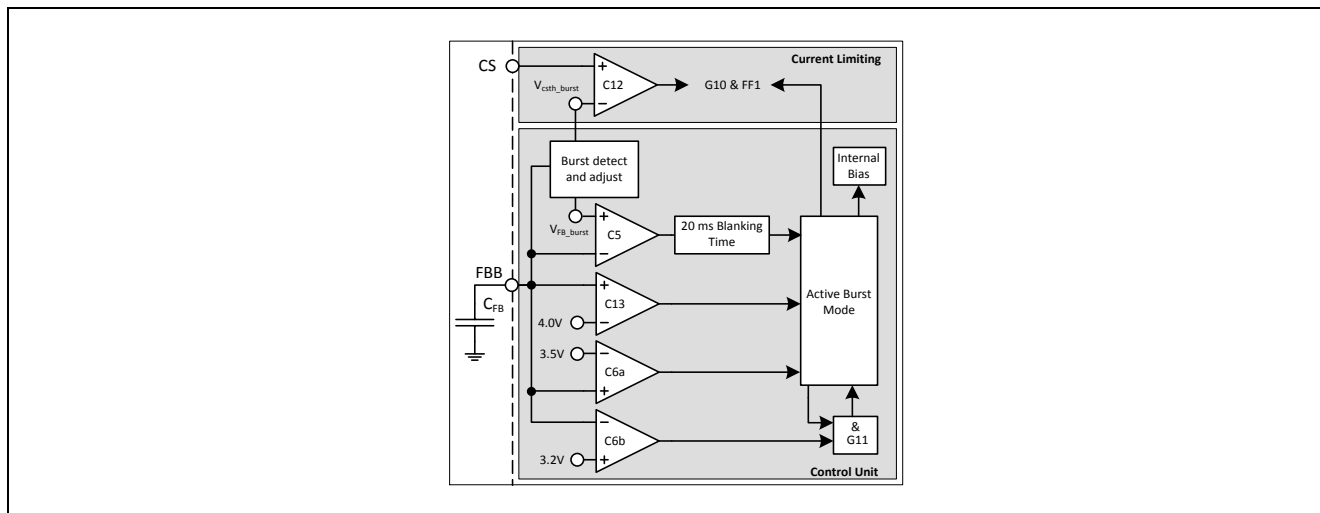 Current Limiting
CS
+
C12
G10 & FF1
Vcsth_burst
−
Burst detect
and adjust
Internal
Bias
+
VFB_burst
C5
20 ms Blanking
Time
−
FBB
+
CFB
C13
Active Burst
Mode
4.0V
−
3.5V
−
C6a
+
−
C6b
&
G11
3.2V
+
Control Unit